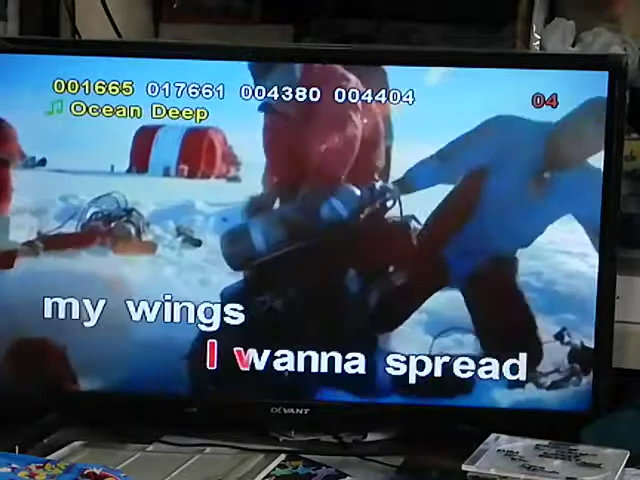 001665 017661 004380 004404 04
♫ Ocean Deep
my wings
I wanna spread
DEVANT